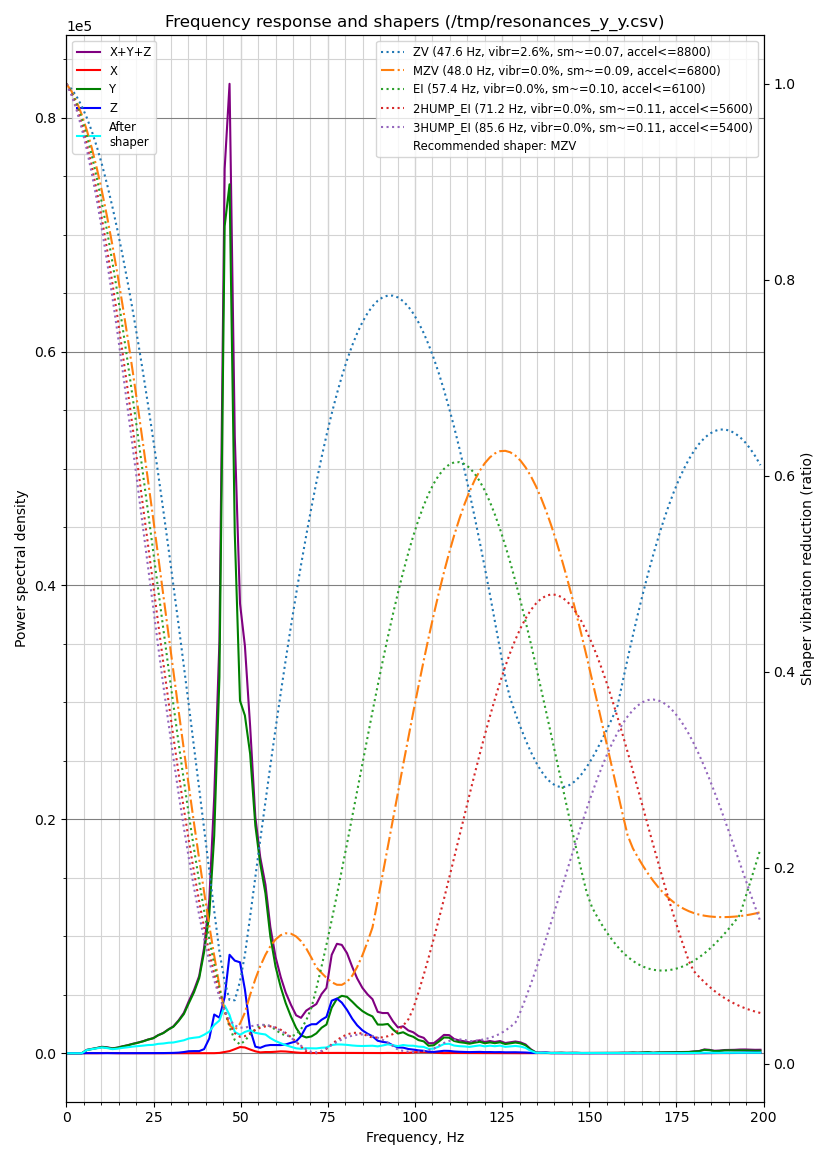 Frequency response and shapers (/tmp/resonances_y_y.csv)
1e5
X+Y+Z
X
Y
Z
After
shaper
ZV (47.6 Hz, vibr=2.6%, sm~=0.07, accel<=8800)
MZV (48.0 Hz, vibr=0.0%, sm~=0.09, accel<=6800)
EI (57.4 Hz, vibr=0.0%, sm~=0.10, accel<=6100)
2HUMP_EI (71.2 Hz, vibr=0.0%, sm~=0.11, accel<=5600)
3HUMP_EI (85.6 Hz, vibr=0.0%, sm~=0.11, accel<=5400)
Recommended shaper: MZV
Power spectral density
0.8
0.6
0.4
0.2
0.0
1.0
0.8
0.6
0.4
0.2
0.0
Shaper vibration reduction (ratio)
0 25 50 75 100 125 150 175 200
Frequency, Hz